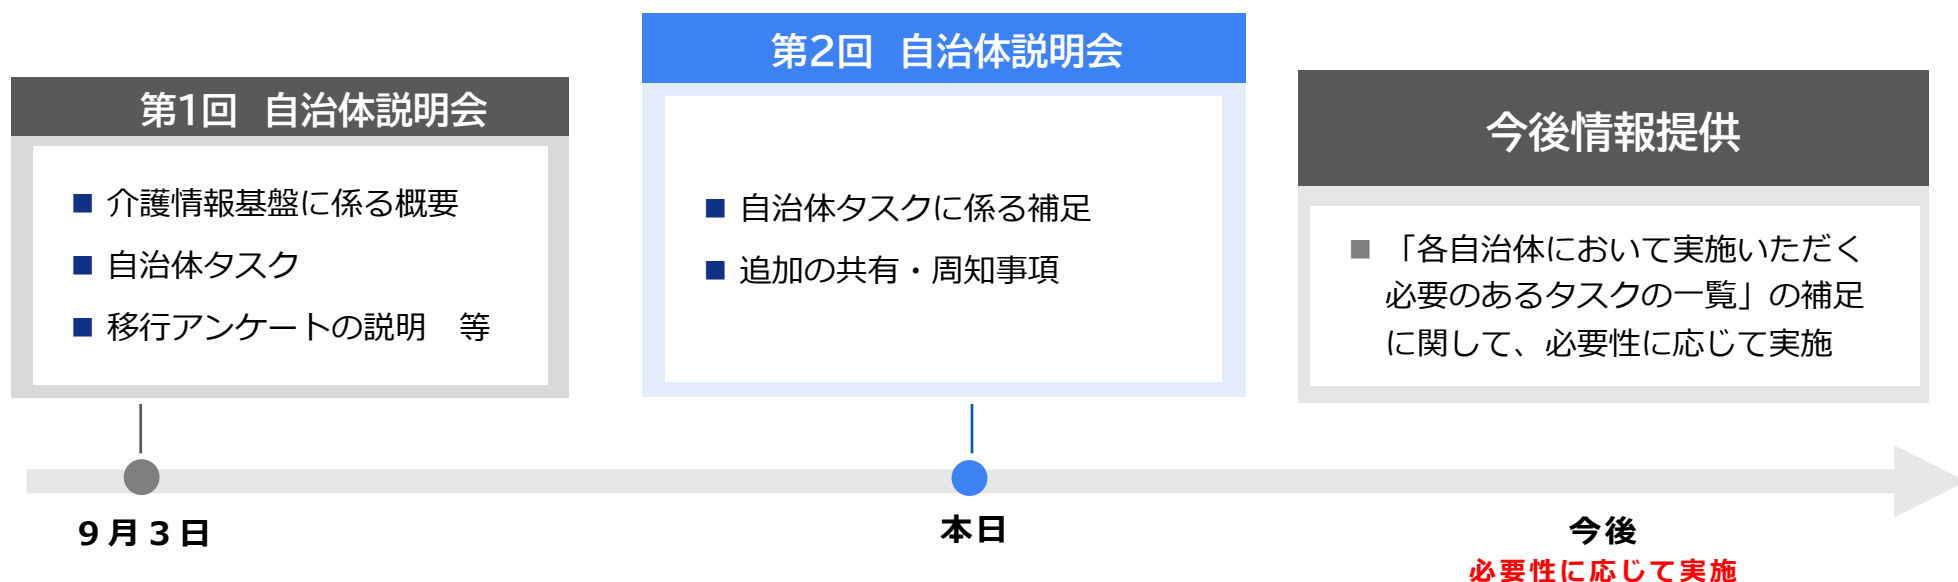 第1回 自治体説明会
■ 介護情報基盤に係る概要
■ 自治体タスク
■ 移行アンケートの説明　等
9月3日
第2回 自治体説明会
■ 自治体タスクに係る補足
■ 追加の共有・周知事項
本日
今後情報提供
■ 「各自治体において実施いただく
必要のあるタスクの一覧」の補足
に関して、必要性に応じて実施
今後
必要性に応じて実施